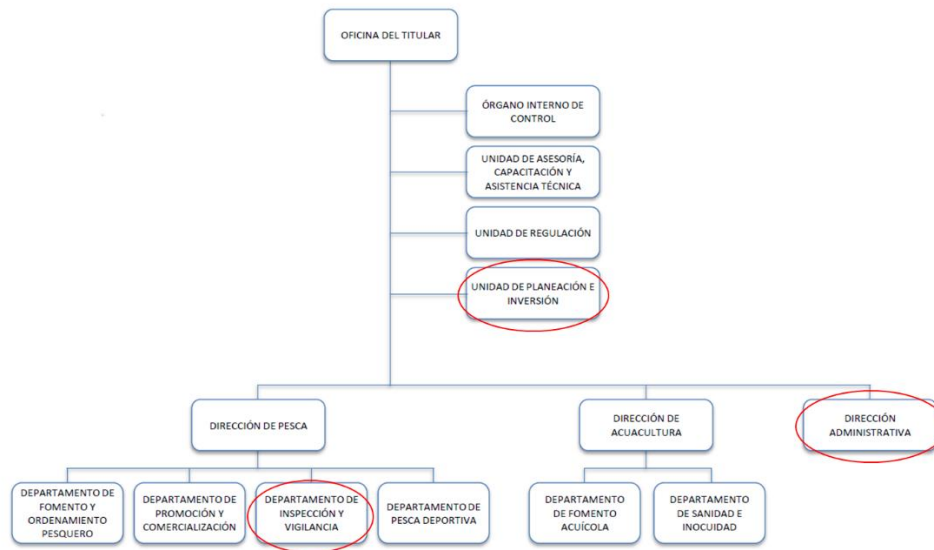 OFICINA DEL TITULAR
ÓRGANO INTERNO DE
CONTROL
UNIDAD DE ASESORÍA,
CAPACITACIÓN Y
ASISTENCIA TÉCNICA
UNIDAD DE REGULACIÓN
UNIDAD DE PLANEACIÓN E
INVERSIÓN
DIRECCIÓN DE PESCA
DIRECCIÓN DE
ACUACULTURA
DIRECCIÓN
ADMINISTRATIVA
DEPARTAMENTO DE
FOMENTO Y
ORDENAMIENTO
PESQUERO
DEPARTAMENTO DE
PROMOCIÓN Y
COMERCIALIZACIÓN
DEPARTAMENTO DE
INSPECCIÓN Y
VIGILANCIA
DEPARTAMENTO DE
PESCA DEPORTIVA
DEPARTAMENTO
DE FOMENTO
ACUÍCOLA
DEPARTAMENTO
DE SANIDAD E
INOCUIDAD